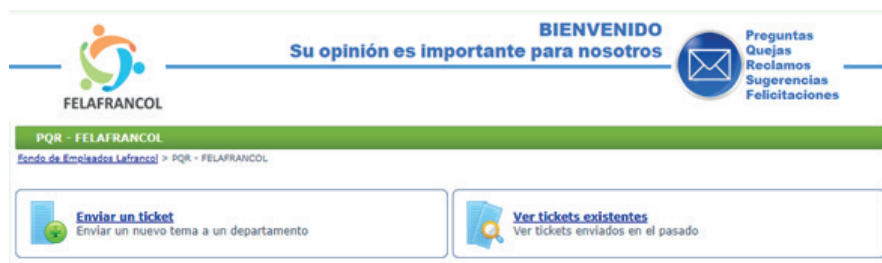 BIENVENIDO
Su opinión es importante para nosotros
Preguntas
Quejas
Reclamos
Sugerencias
Felicitaciones
FELAFRANCOL
PQR - FELAFRANCOL
Fondo de Empleados Lafrancol > PQR - FELAFRANCOL
Enviar un ticket
Enviar un nuevo tema a un departamento
Ver tickets existentes
Ver tickets enviados en el pasado